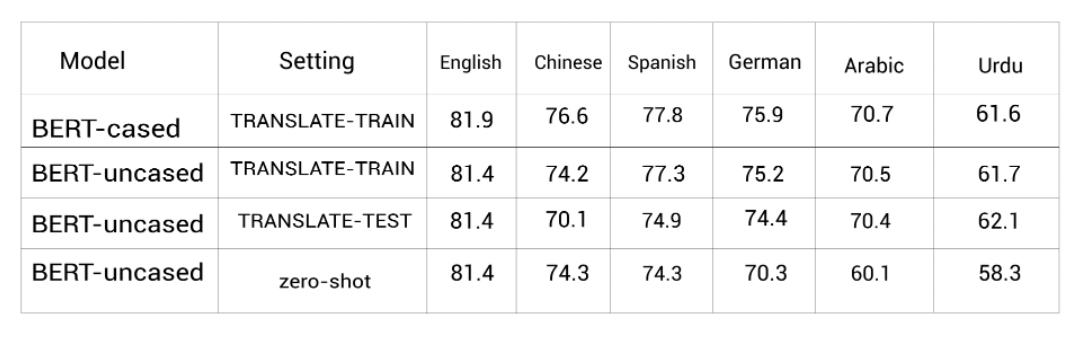 Model Setting English Chinese Spanish German Arabic Urdu
BERT-cased TRANSLATE-TRAIN 81.9 76.6 77.8 75.9 70.7 61.6
BERT-uncased TRANSLATE-TRAIN 81.4 74.2 77.3 75.2 70.5 61.7
BERT-uncased TRANSLATE-TEST 81.4 70.1 74.9 74.4 70.4 62.1
BERT-uncased zero-shot 81.4 74.3 74.3 70.3 60.1 58.3